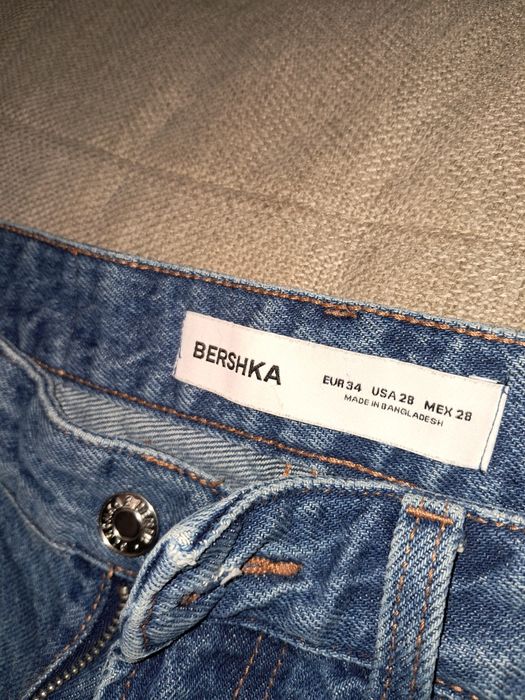 BERSHKA
EUR 34 USA 28 MEX 28
MADE IN BANGLADESH